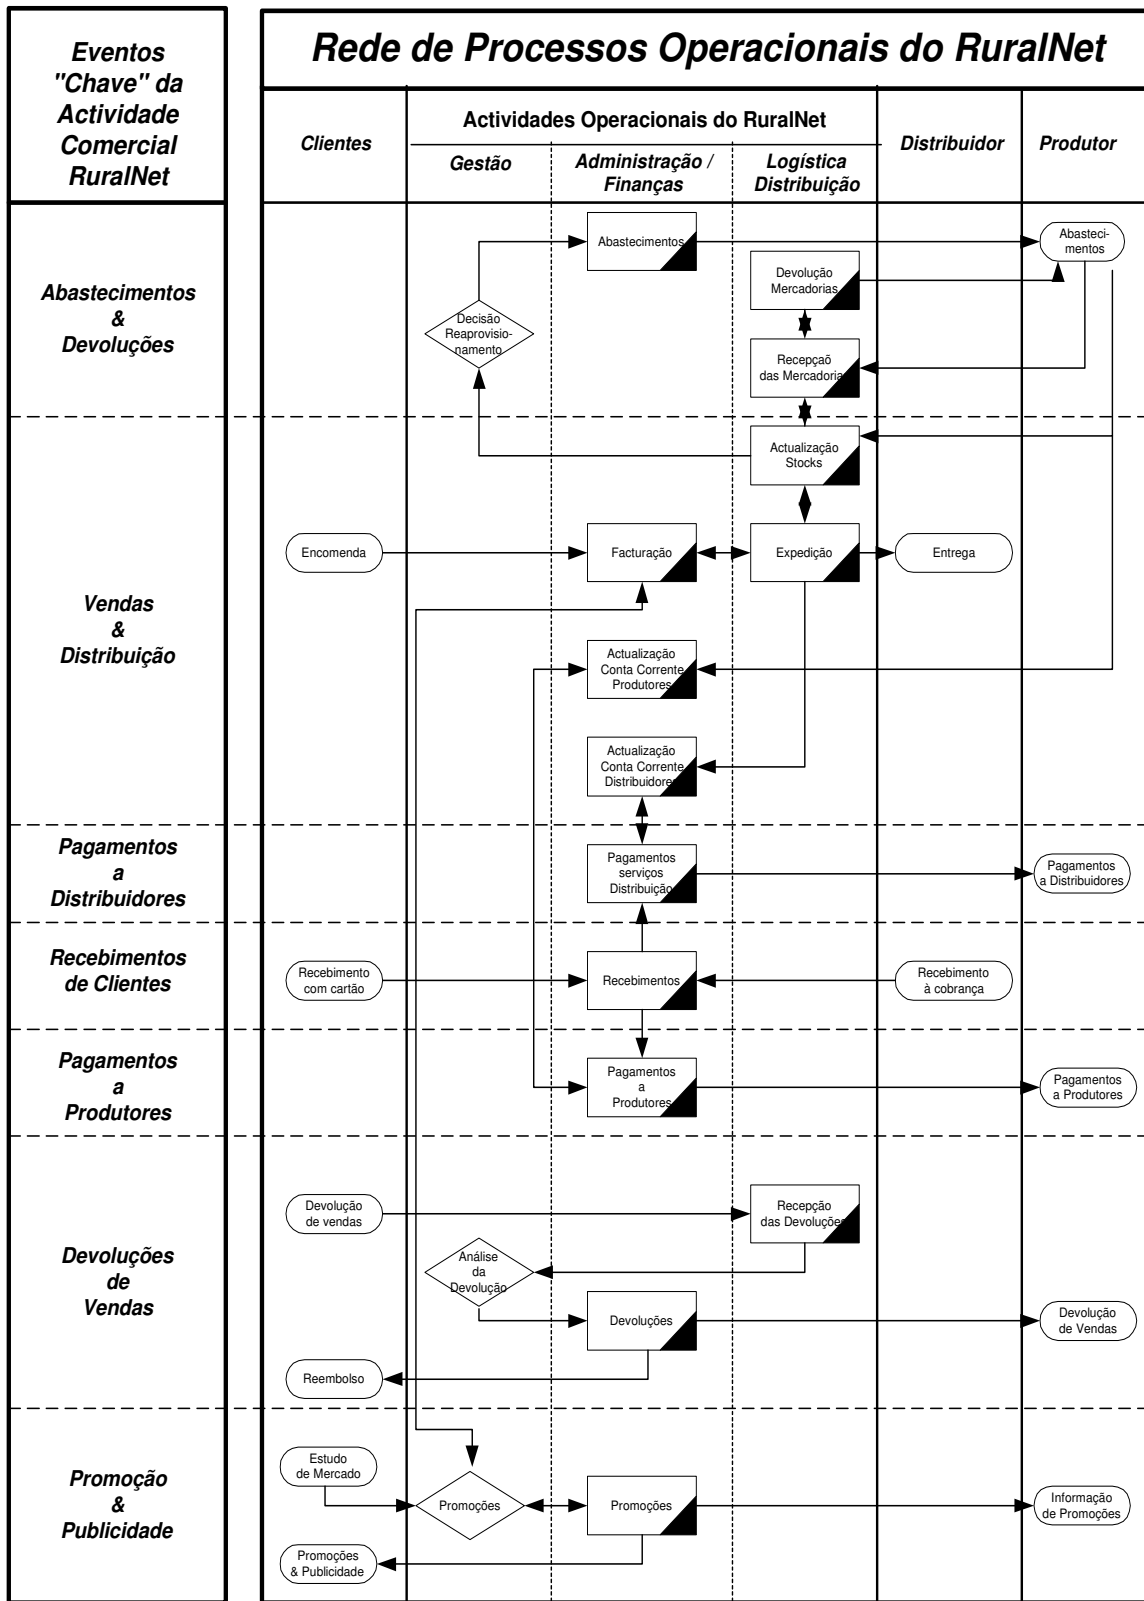 Eventos
"Chave" da
Actividade
Comercial
RuralNet
Rede de Processos Operacionais do RuralNet
Clientes
Actividades Operacionais do RuralNet
Gestão
Administração /
Finanças
Logística
Distribuição
Distribuidor
Produtor
Abastecimentos
&
Devoluções
Abastecimentos
Abasteci-
mentos
Devolução
Mercadorias
Decisão
Reaprovisio-
namento
Recepçaõ
das Mercadoria
Vendas
&
Distribuição
Actualização
Stocks
Encomenda
Facturação
Expedição
Entrega
Actualização
Conta Corrente
Produtores
Actualização
Conta Corrente
Distribuidores
Pagamentos
a
Distribuidores
Pagamentos
serviços
Distribuição
Pagamentos
a Distribuidores
Recebimentos
de Clientes
Recebimento
com cartão
Recebimentos
Recebimento
à cobrança
Pagamentos
a
Produtores
Pagamentos
a
Produtores
Pagamentos
a Produtores
Devoluções
de
Vendas
Devolução
de vendas
Recepção
das Devoluções
Análise
da
Devolução
Devoluções
Devolução
de Vendas
Reembolso
Promoção
&
Publicidade
Estudo
de Mercado
Promoções
Promoções
Informação
de Promoções
Promoções
& Publicidade